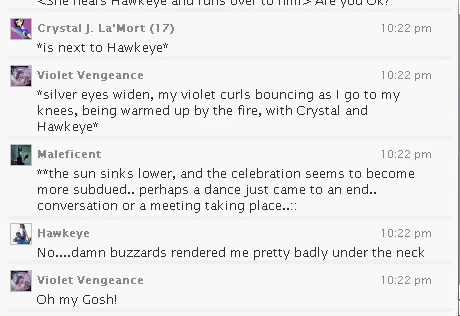 <She hears Hawkeye and runs over to him> Are you Ok?
Crystal J. La'Mort (17) 10:22 pm
*is next to Hawkeye*
Violet Vengeance 10:22 pm
*silver eyes widen, my violet curls bouncing as I go to my
knees, being warmed up by the fire, with Crystal and
Hawkeye*
Maleficent 10:22 pm
**the sun sinks lower, and the celebration seems to become
more subdued.. perhaps a dance just came to an end..
conversation or a meeting taking place..::
Hawkeye 10:22 pm
No....damn buzzards rendered me pretty badly under the neck
Violet Vengeance 10:22 pm
Oh my Gosh!